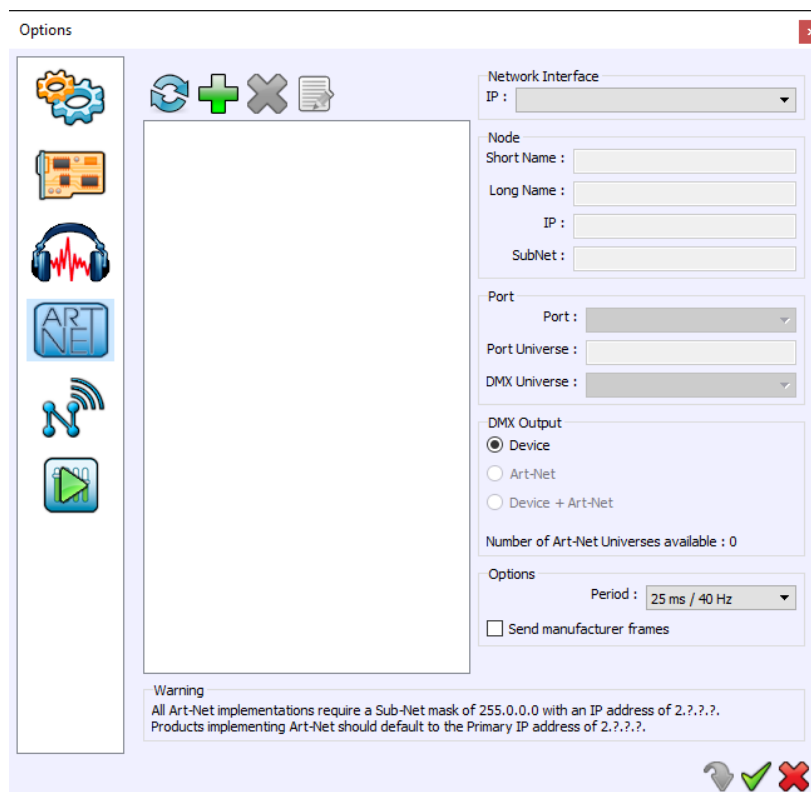 Options
Network Interface
IP :
Node
Short Name :
Long Name :
IP :
SubNet :
ART
NET
Port
Port :
Port Universe :
DMX Universe :
N
DMX Output
Device
Art-Net
Device + Art-Net
Number of Art-Net Universes available : 0
Options
Period : 25 ms / 40 Hz
Send manufacturer frames
Warning
All Art-Net implementations require a Sub-Net mask of 255.0.0.0 with an IP address of 2.?.?.?.
Products implementing Art-Net should default to the Primary IP address of 2.?.?.?.